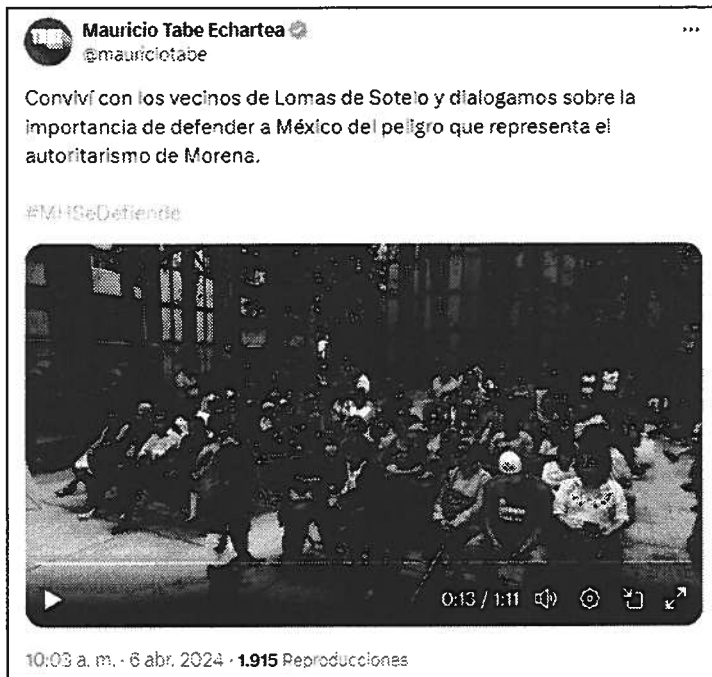 Mauricio Tabe Echartea
@mauriciotabe
Conviví con los vecinos de Lomas de Sotelo y dialogamos sobre la
importancia de defender a México del peligro que representa el
autoritarismo de Morena.
#MHSeDefiende
0:13 / 1:11
10:03 a. m. · 6 abr. 2024 · 1.915 Reproducciones